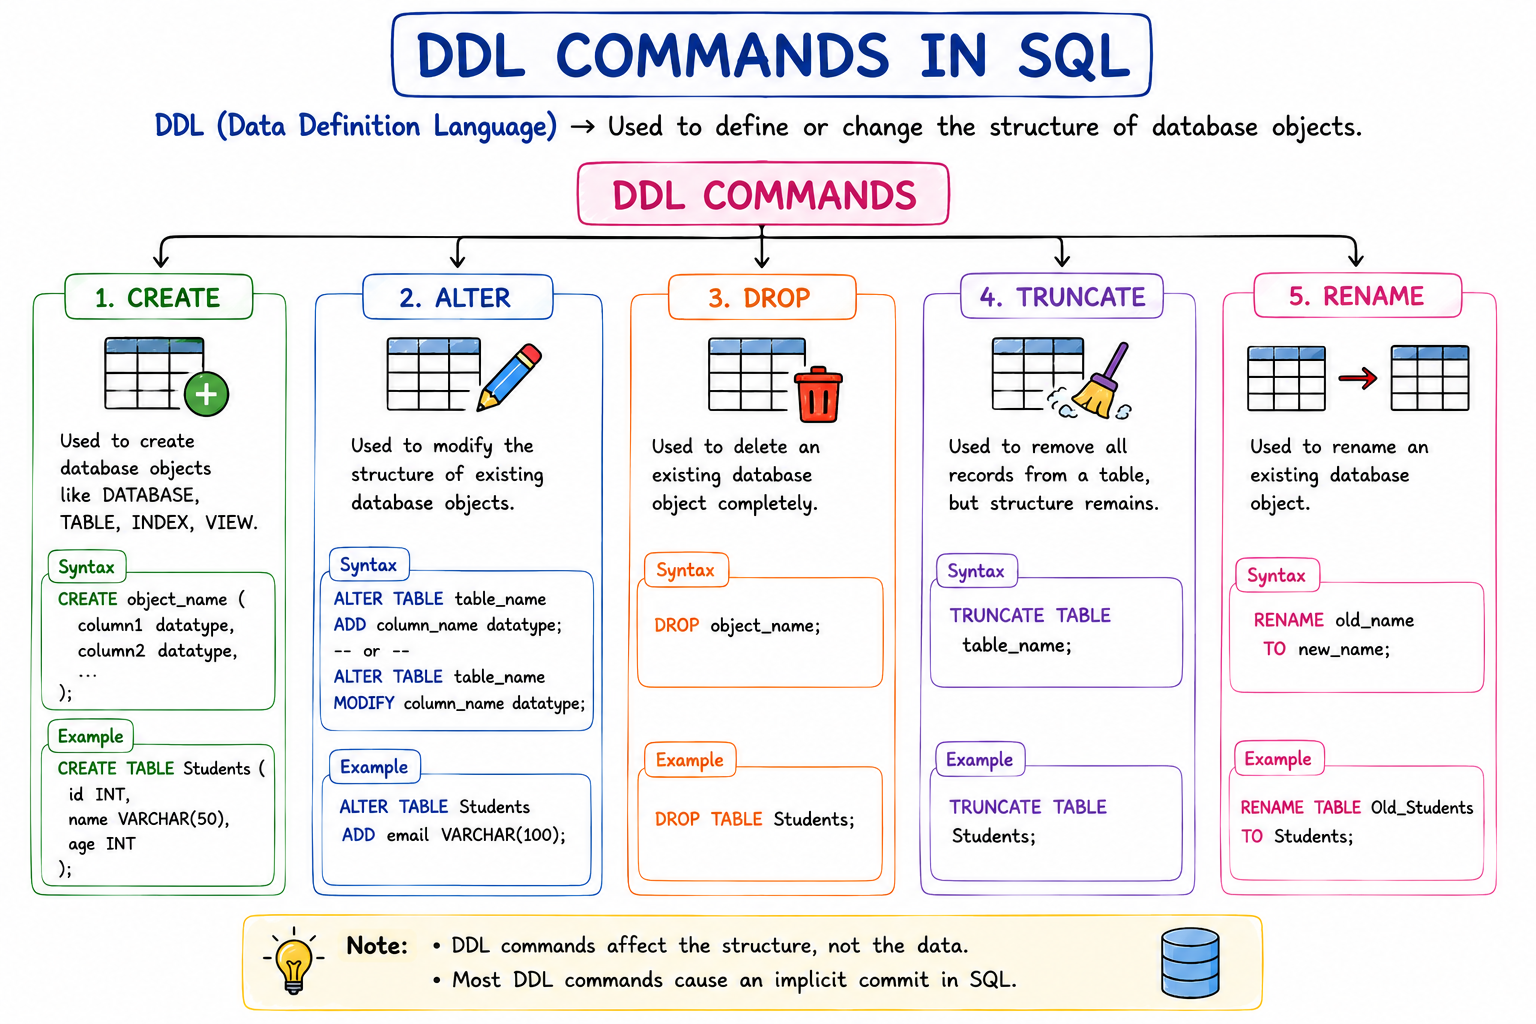 DDL COMMANDS IN SQL
DDL (Data Definition Language) → Used to define or change the structure of database objects.
DDL COMMANDS
1. CREATE
Used to create
database objects
like DATABASE,
TABLE, INDEX, VIEW.
Syntax
CREATE object_name (
column1 datatype,
column2 datatype,
...
);
Example
CREATE TABLE Students (
id INT,
name VARCHAR(50),
age INT
);
2. ALTER
Used to modify the
structure of existing
database objects.
Syntax
ALTER TABLE table_name
ADD column_name datatype;
-- or --
ALTER TABLE table_name
MODIFY column_name datatype;
Example
ALTER TABLE Students
ADD email VARCHAR(100);
3. DROP
Used to delete an
existing database
object completely.
Syntax
DROP object_name;
Example
DROP TABLE Students;
4. TRUNCATE
Used to remove all
records from a table,
but structure remains.
Syntax
TRUNCATE TABLE
table_name;
Example
TRUNCATE TABLE
Students;
5. RENAME
Used to rename an
existing database
object.
Syntax
RENAME old_name
TO new_name;
Example
RENAME TABLE Old_Students
TO Students;
Note:
• DDL commands affect the structure, not the data.
• Most DDL commands cause an implicit commit in SQL.